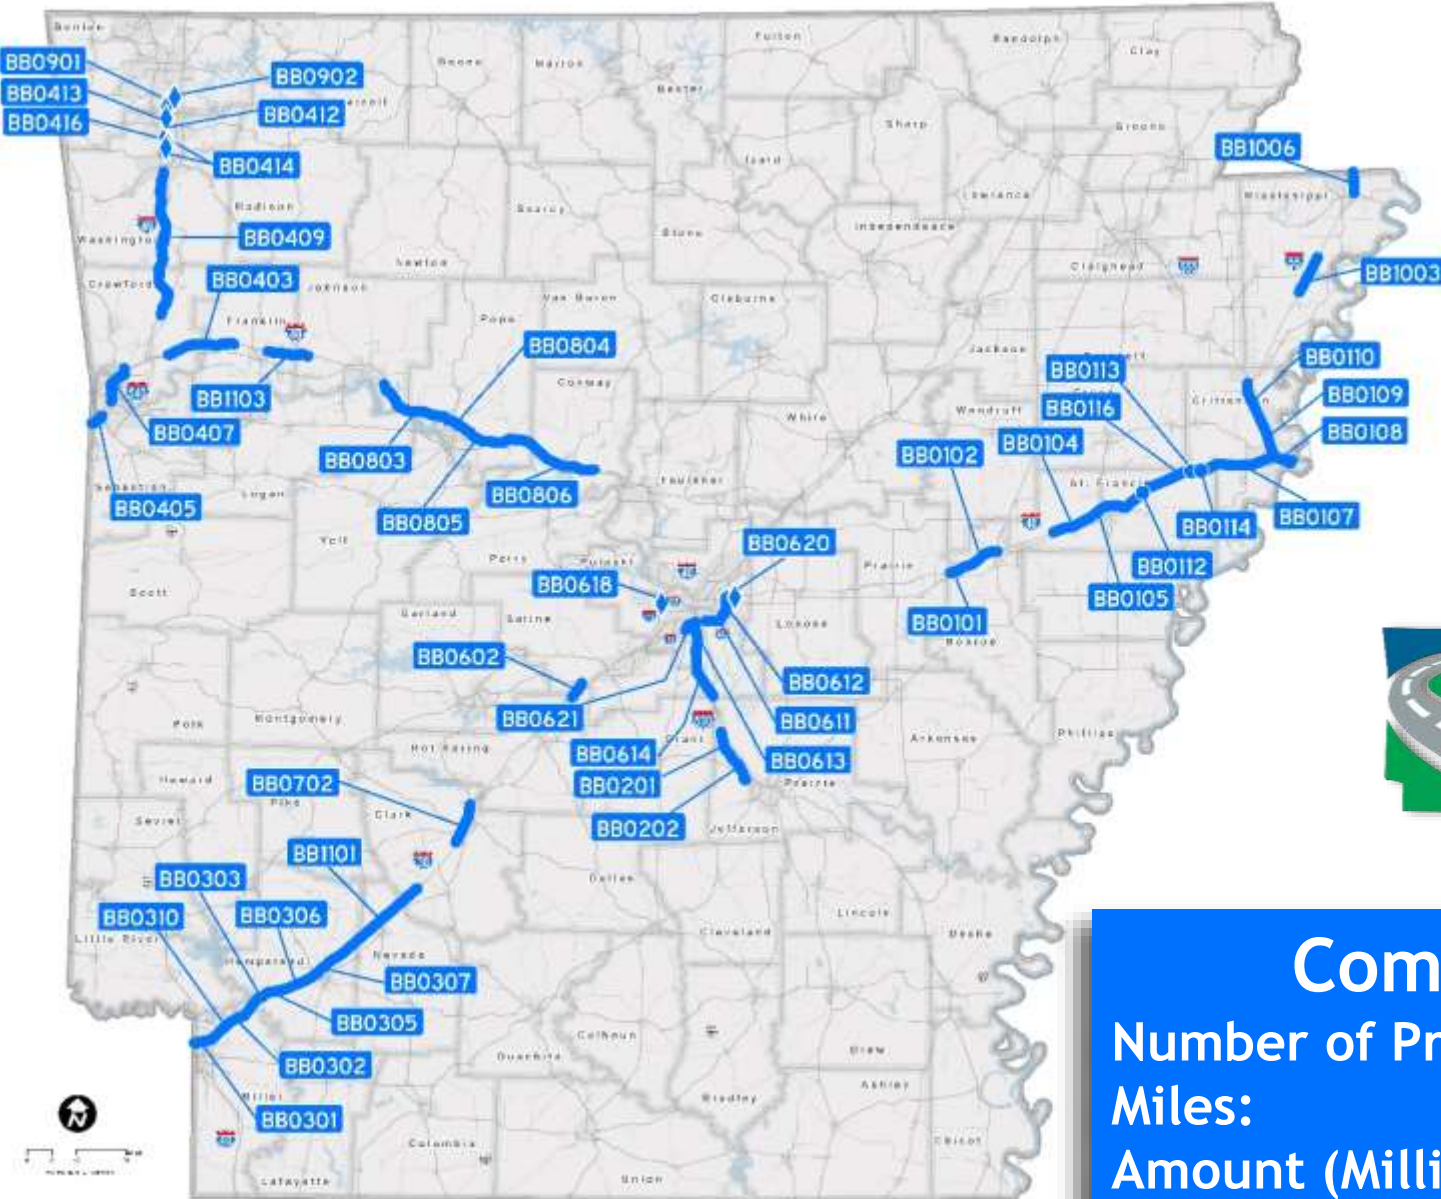 Benton
Fulton
Randolph
Clay
BB0901
BB0902
Boone
Marion
BB0413
Baxter
BB0416
BB0412
Sharp
Greene
BB0414
Izard
BB1006
Lawrence
Mississippi
Madison
Searcy
Stone
Independence
Washington
BB0409
Newton
Craighead
BB1003
Crawford
BB0403
Johnson
Van Buren
Cleburne
Franklin
Pope
BB0804
Jackson
BB0113
BB0110
BB1103
Conway
BB0116
Crittenden
BB0109
BB0407
White
Woodruff
BB0104
BB0108
BB0803
BB0102
Sebastian
Logan
BB0806
Faulkner
St. Francis
BB0405
BB0805
BB0114
BB0107
Yell
BB0620
Perry
Pulaski
Prairie
BB0112
BB0618
BB0105
Scott
Garland
Saline
Lonoke
BB0101
Monroe
BB0602
BB0612
BB0621
BB0611
Polk
Montgomery
Hot Spring
BB0614
Grant
BB0613
Arkansas
Phillips
Howard
BB0702
BB0201
Prairie
Pike
Sevier
Clark
BB0202
Jefferson
BB1101
BB0303
Dallas
BB0310
BB0306
Lincoln
Little River
Cleveland
Desha
Hempstead
Nevada
BB0307
BB0305
Calhoun
BB0302
Ouachita
Drew
Miller
Bradley
Ashley
BB0301
Columbia
Chicot
Lafayette
Union
N
Com
Number of Pr
Miles:
Amount (Milli